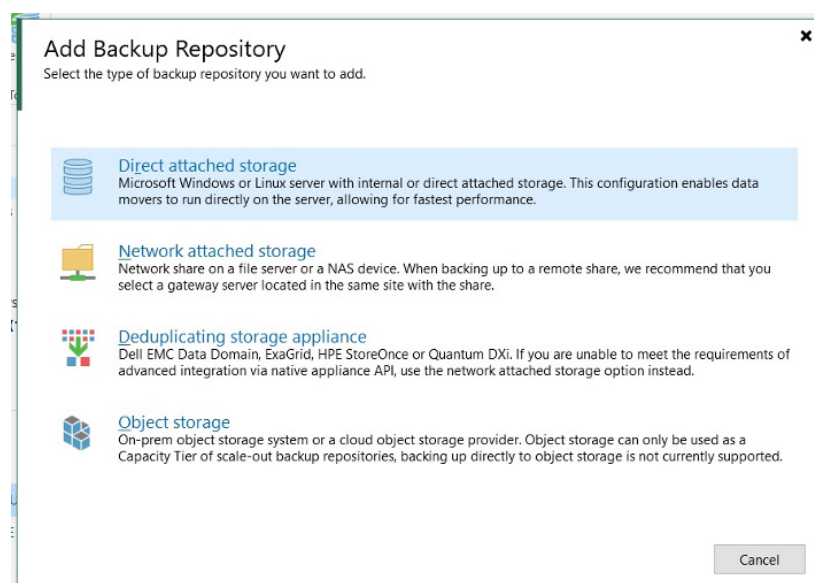 Add Backup Repository
Select the type of backup repository you want to add.
Direct attached storage
Microsoft Windows or Linux server with internal or direct attached storage. This configuration enables data
movers to run directly on the server, allowing for fastest performance.
Network attached storage
Network share on a file server or a NAS device. When backing up to a remote share, we recommend that you
select a gateway server located in the same site with the share.
Deduplicating storage appliance
Dell EMC Data Domain, ExaGrid, HPE StoreOnce or Quantum DXi. If you are unable to meet the requirements of
advanced integration via native appliance API, use the network attached storage option instead.
Object storage
On-prem object storage system or a cloud object storage provider. Object storage can only be used as a
Capacity Tier of scale-out backup repositories, backing up directly to object storage is not currently supported.
Cancel